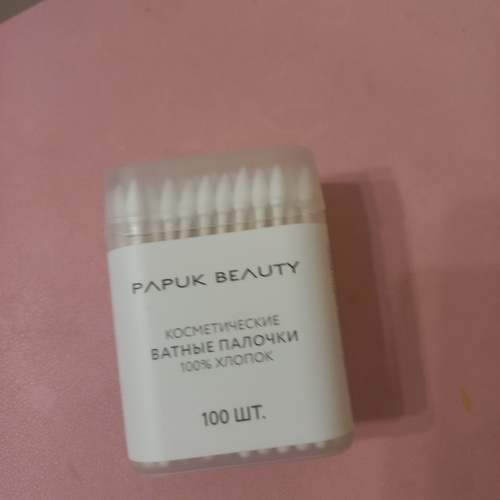 PAPUK BEAUTY
КОСМЕТИЧЕСКИЕ
ВАТНЫЕ ПАЛОЧКИ
100% ХЛОПОК
100 ШТ.